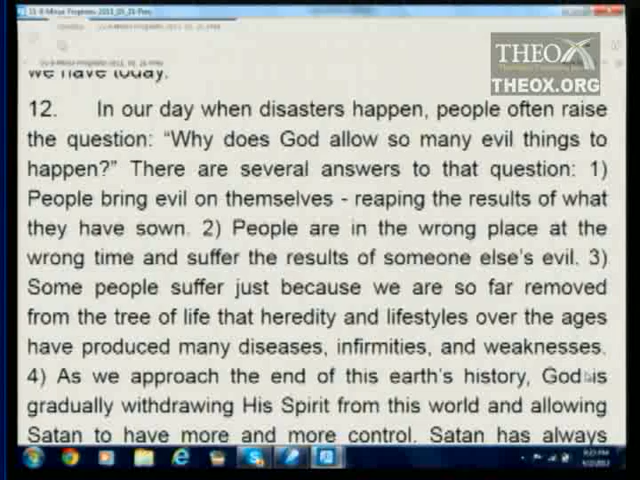 THEOX
THEOX.ORG
we have today.
12. In our day when disasters happen, people often raise
the question: “Why does God allow so many evil things to
happen?” There are several answers to that question: 1)
People bring evil on themselves - reaping the results of what
they have sown. 2) People are in the wrong place at the
wrong time and suffer the results of someone else’s evil. 3)
Some people suffer just because we are so far removed
from the tree of life that heredity and lifestyles over the ages
have produced many diseases, infirmities, and weaknesses.
4) As we approach the end of this earth’s history, God is
gradually withdrawing His Spirit from this world and allowing
Satan to have more and more control. Satan has always